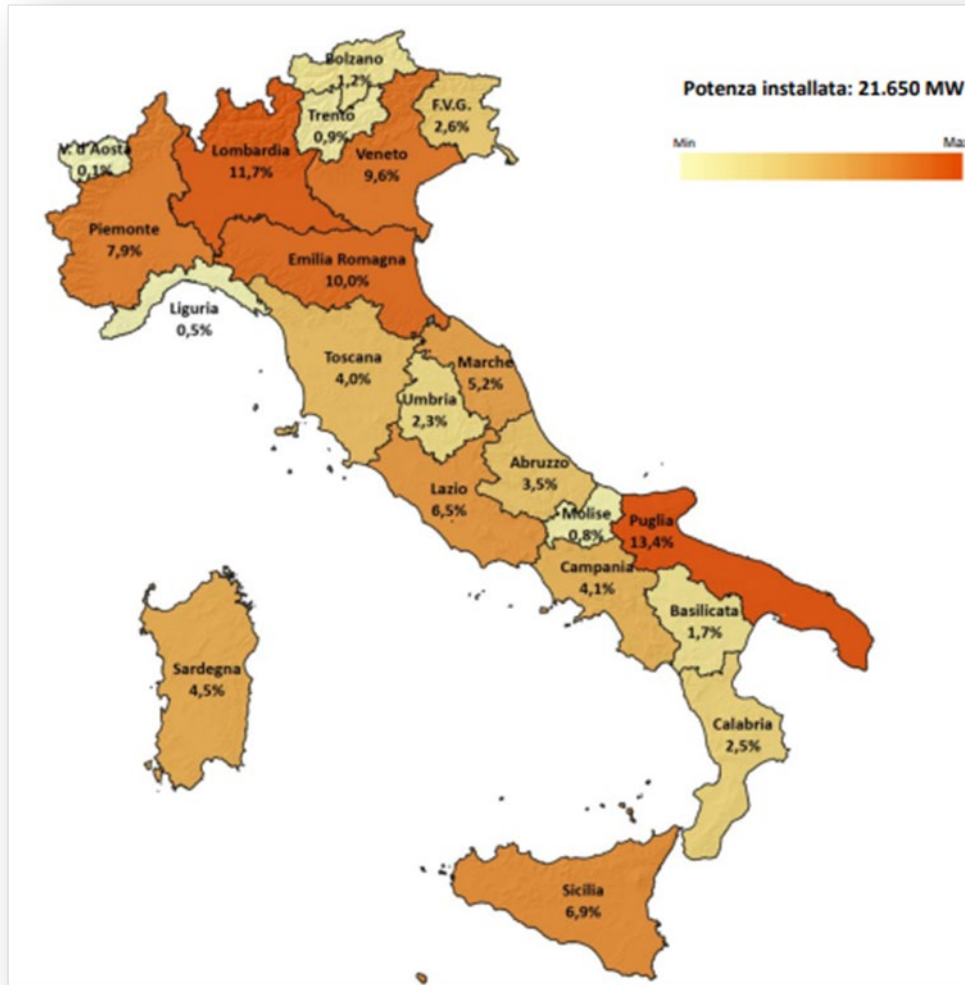 Potenza installata: 21.650 MW
Min
Max
Bolzano
1,2%
Trento
0,9%
F.V.G.
2,6%
V. d'Aosta
0,1%
Lombardia
11,7%
Veneto
9,6%
Piemonte
7,9%
Emilia Romagna
10,0%
Liguria
0,5%
Toscana
4,0%
Marche
5,2%
Umbria
2,3%
Abruzzo
3,5%
Lazio
6,5%
Molise
0,8%
Puglia
13,4%
Campania
4,1%
Basilicata
1,7%
Sardegna
4,5%
Calabria
2,5%
Sicilia
6,9%